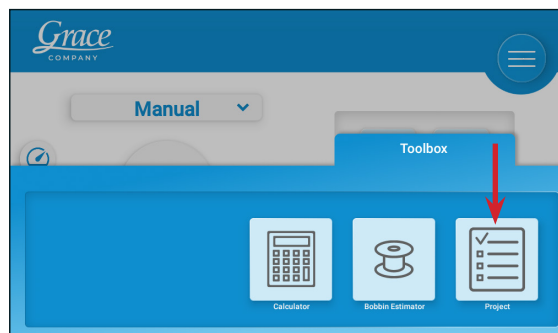 Grace
COMPANY
Manual
Toolbox
Calculator
Bobbin Estimator
Project